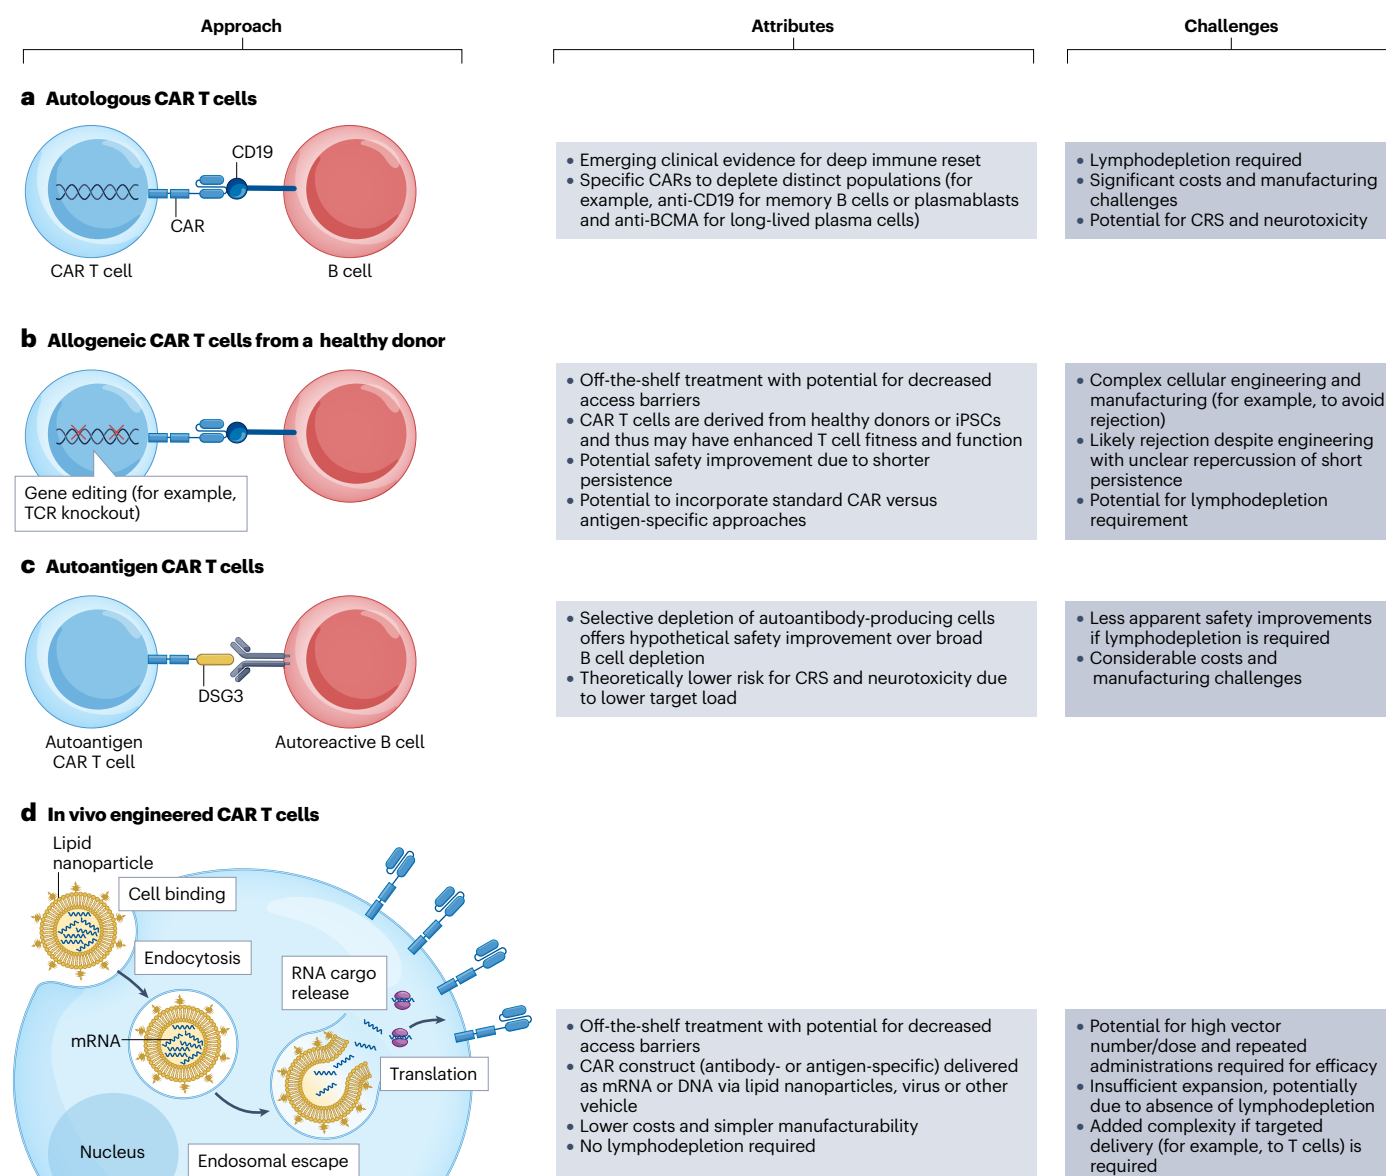 Approach
Attributes
Challenges
a Autologous CAR T cells
CD19
CAR
CAR T cell
B cell
• Emerging clinical evidence for deep immune reset
• Specific CARs to deplete distinct populations (for
example, anti-CD19 for memory B cells or plasmablasts
and anti-BCMA for long-lived plasma cells)
• Lymphodepletion required
• Significant costs and manufacturing
challenges
• Potential for CRS and neurotoxicity
b Allogeneic CAR T cells from a healthy donor
Gene editing (for example,
TCR knockout)
• Off-the-shelf treatment with potential for decreased
access barriers
• CAR T cells are derived from healthy donors or iPSCs
and thus may have enhanced T cell fitness and function
• Potential safety improvement due to shorter
persistence
• Potential to incorporate standard CAR versus
antigen-specific approaches
• Complex cellular engineering and
manufacturing (for example, to avoid
rejection)
• Likely rejection despite engineering
with unclear repercussion of short
persistence
• Potential for lymphodepletion
requirement
c Autoantigen CAR T cells
DSG3
Autoantigen
CAR T cell
Autoreactive B cell
• Selective depletion of autoantibody-producing cells
offers hypothetical safety improvement over broad
B cell depletion
• Theoretically lower risk for CRS and neurotoxicity due
to lower target load
• Less apparent safety improvements
if lymphodepletion is required
• Considerable costs and
manufacturing challenges
d In vivo engineered CAR T cells
Lipid
nanoparticle
Cell binding
Endocytosis
RNA cargo
release
mRNA
Translation
Nucleus
Endosomal escape
• Off-the-shelf treatment with potential for decreased
access barriers
• CAR construct (antibody- or antigen-specific) delivered
as mRNA or DNA via lipid nanoparticles, virus or other
vehicle
• Lower costs and simpler manufacturability
• No lymphodepletion required
• Potential for high vector
number/dose and repeated
administrations required for efficacy
• Insufficient expansion, potentially
due to absence of lymphodepletion
• Added complexity if targeted
delivery (for example, to T cells) is
required